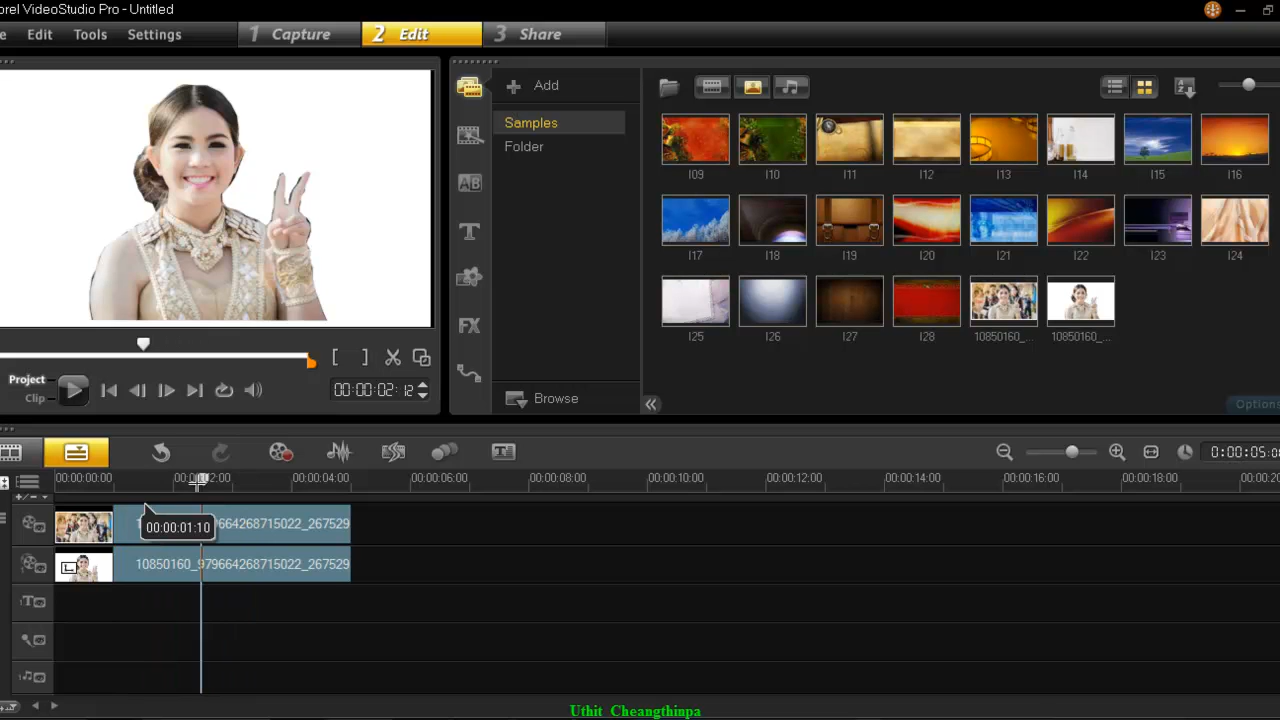 orel VideoStudio Pro - Untitled
e Edit Tools Settings
1 Capture 2 Edit 3 Share
Add
Samples
Folder
Browse
I09 I10 I11 I12 I13 I14 I15 I16
I17 I18 I19 I20 I21 I22 I23 I24
I25 I26 I27 I28 10850160_... 10850160_...
Options
Project
Clip
00:00:02:12
AB
T
FX
0:00:05:0
00:00:00:00 00:00:02:00 00:00:04:00 00:00:06:00 00:00:08:00 00:00:10:00 00:00:12:00 00:00:14:00 00:00:16:00 00:00:18:00 00:00:20
00:00:01:10
9664268715022_267529
10850160_979664268715022_267529
Uthit Cheangthinpa